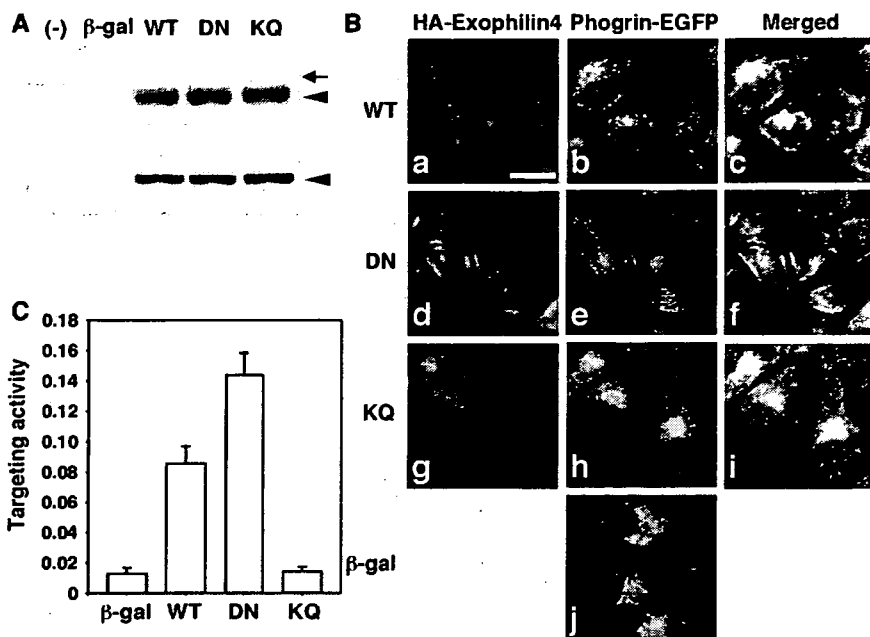 A (-) β-gal WT DN KQ
B HA-Exophilin4 Phogrin-EGFP Merged
WT
a b c
DN
d e f
KQ
g h i
β-gal
j
C
Targeting activity
0.18
0.16
0.14
0.12
0.10
0.08
0.06
0.04
0.02
0
β-gal WT DN KQ